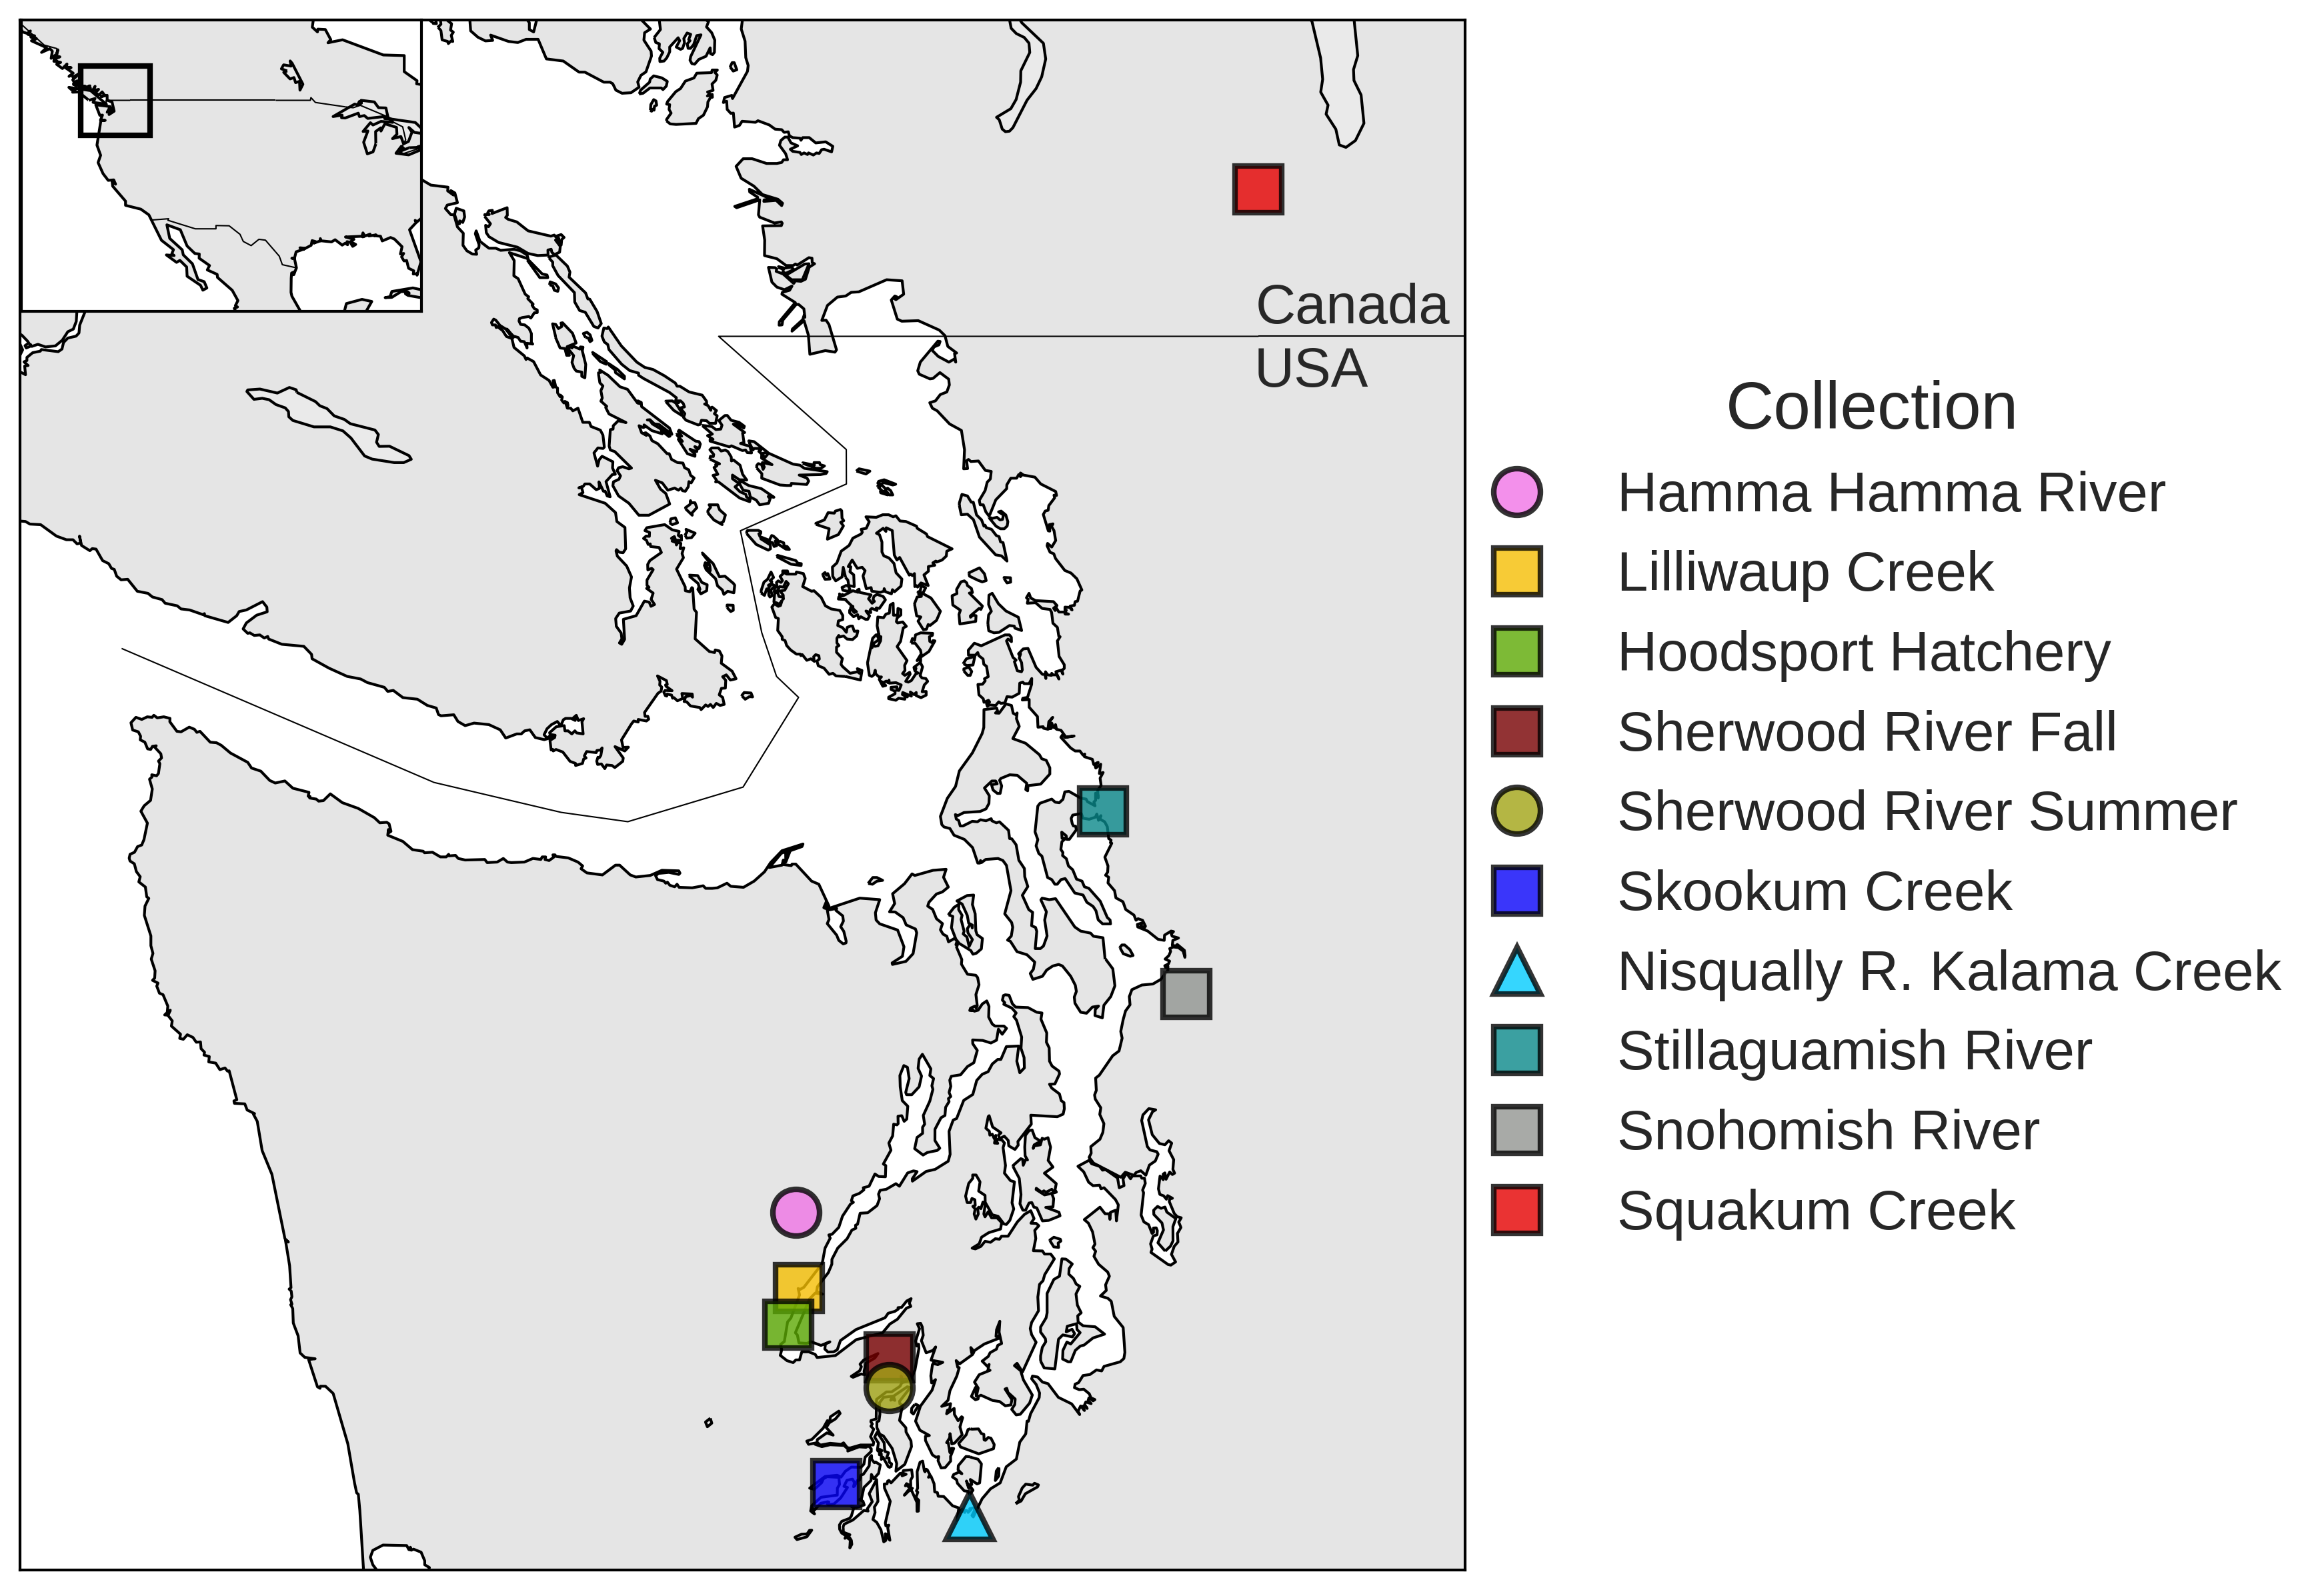 Canada
USA
Collection
Hamma Hamma River
Lilliwaup Creek
Hoodsport Hatchery
Sherwood River Fall
Sherwood River Summer
Skookum Creek
Nisqually R. Kalama Creek
Stillaguamish River
Snohomish River
Squakum Creek